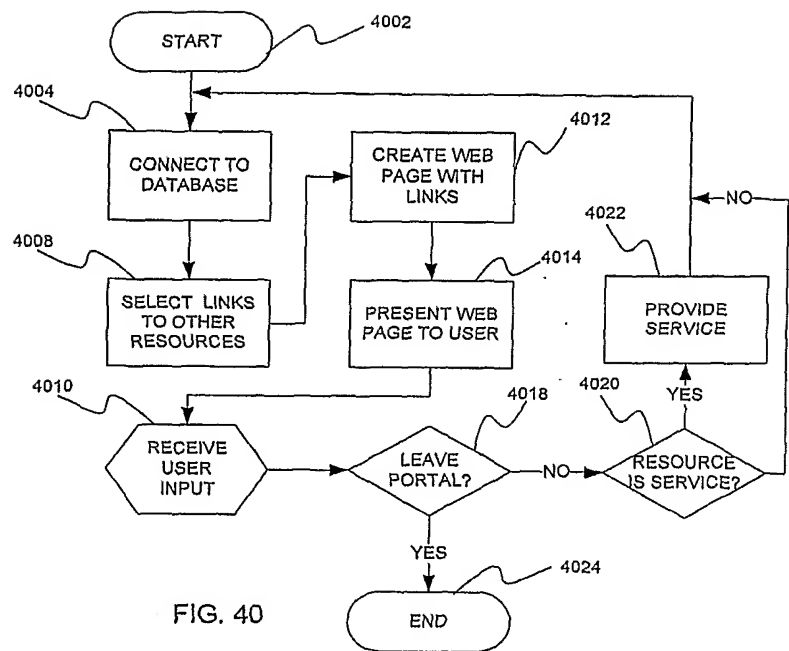 START
4002
4004
CONNECT TO
DATABASE
4008
SELECT LINKS
TO OTHER
RESOURCES
CREATE WEB
PAGE WITH
LINKS
4012
4014
PRESENT WEB
PAGE TO USER
4010
RECEIVE
USER
INPUT
4018
LEAVE
PORTAL?
NO
YES
4020
RESOURCE
IS SERVICE?
YES
NO
4022
PROVIDE
SERVICE
4024
END
FIG. 40